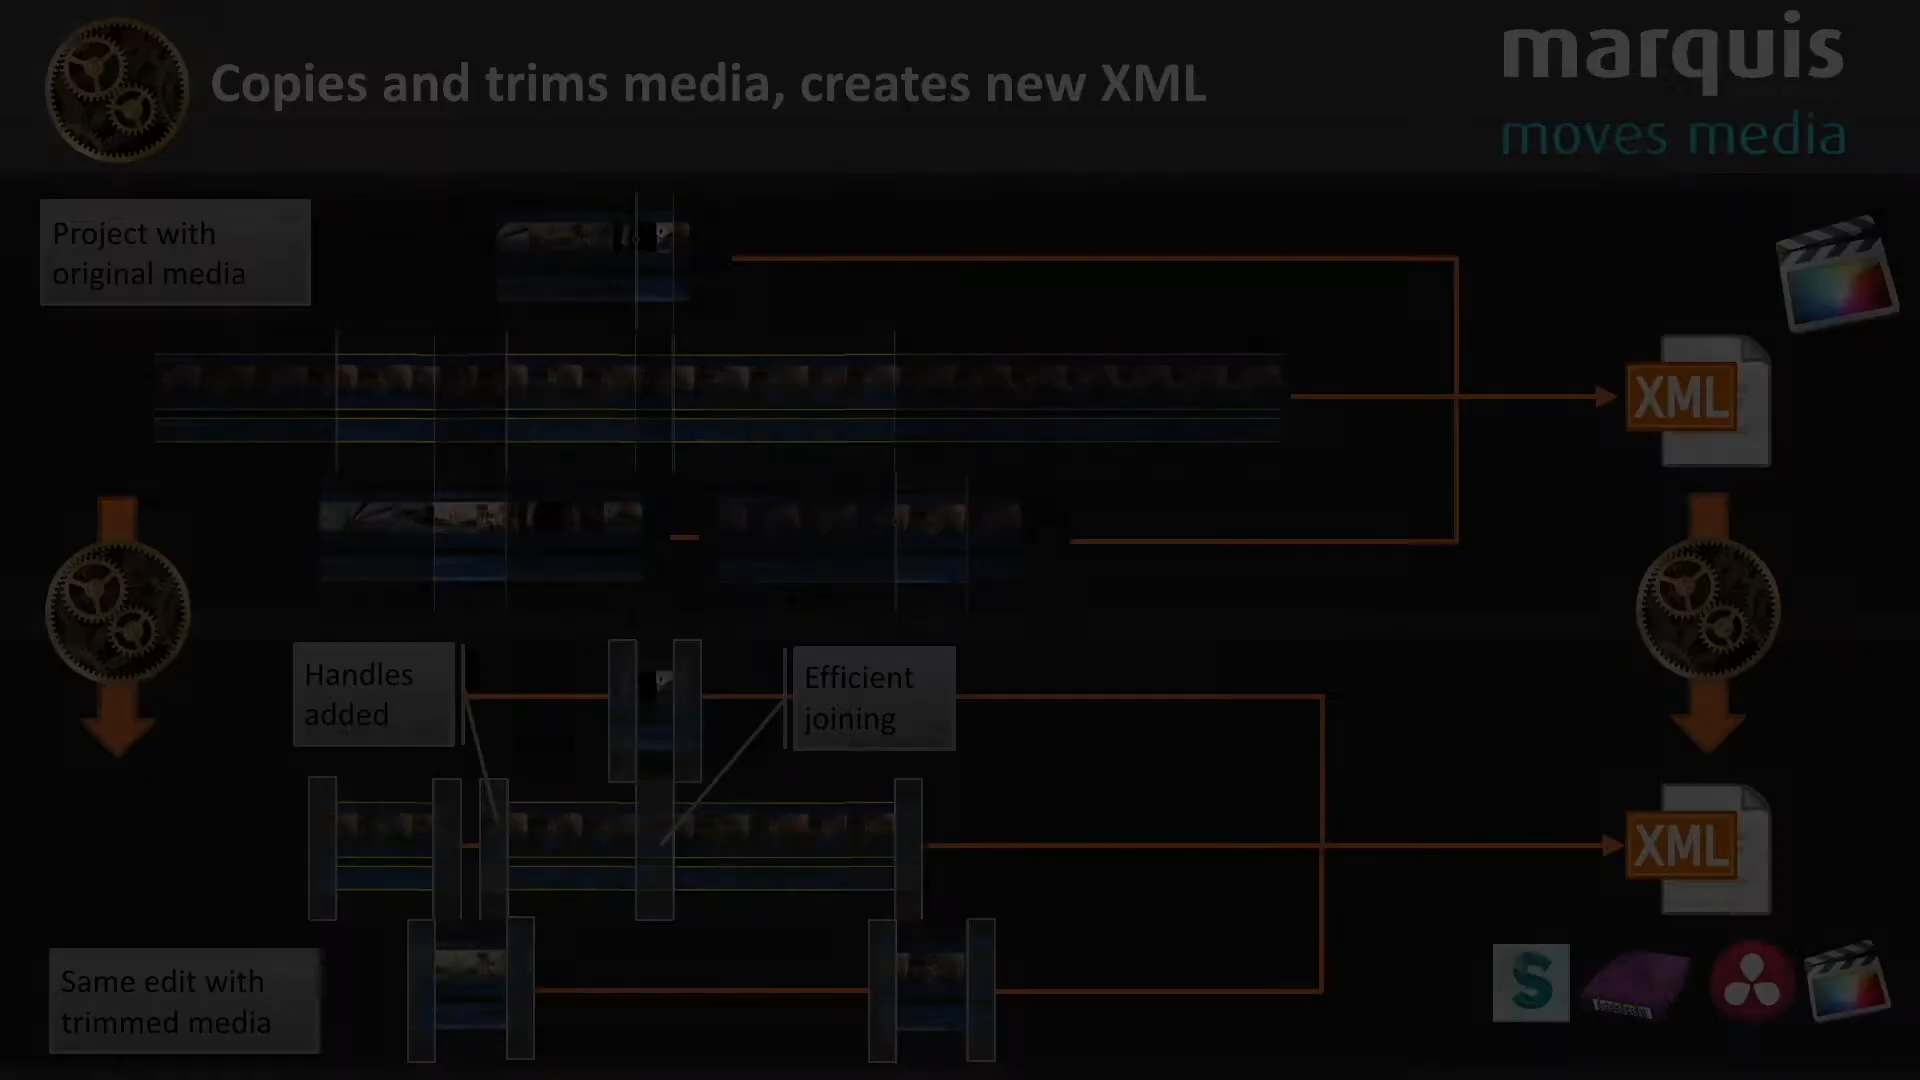 Copies and trims media, creates new XML
marquis
moves media
Project with
original media
XML
Handles
added
Efficient
joining
XML
Same edit with
trimmed media
S